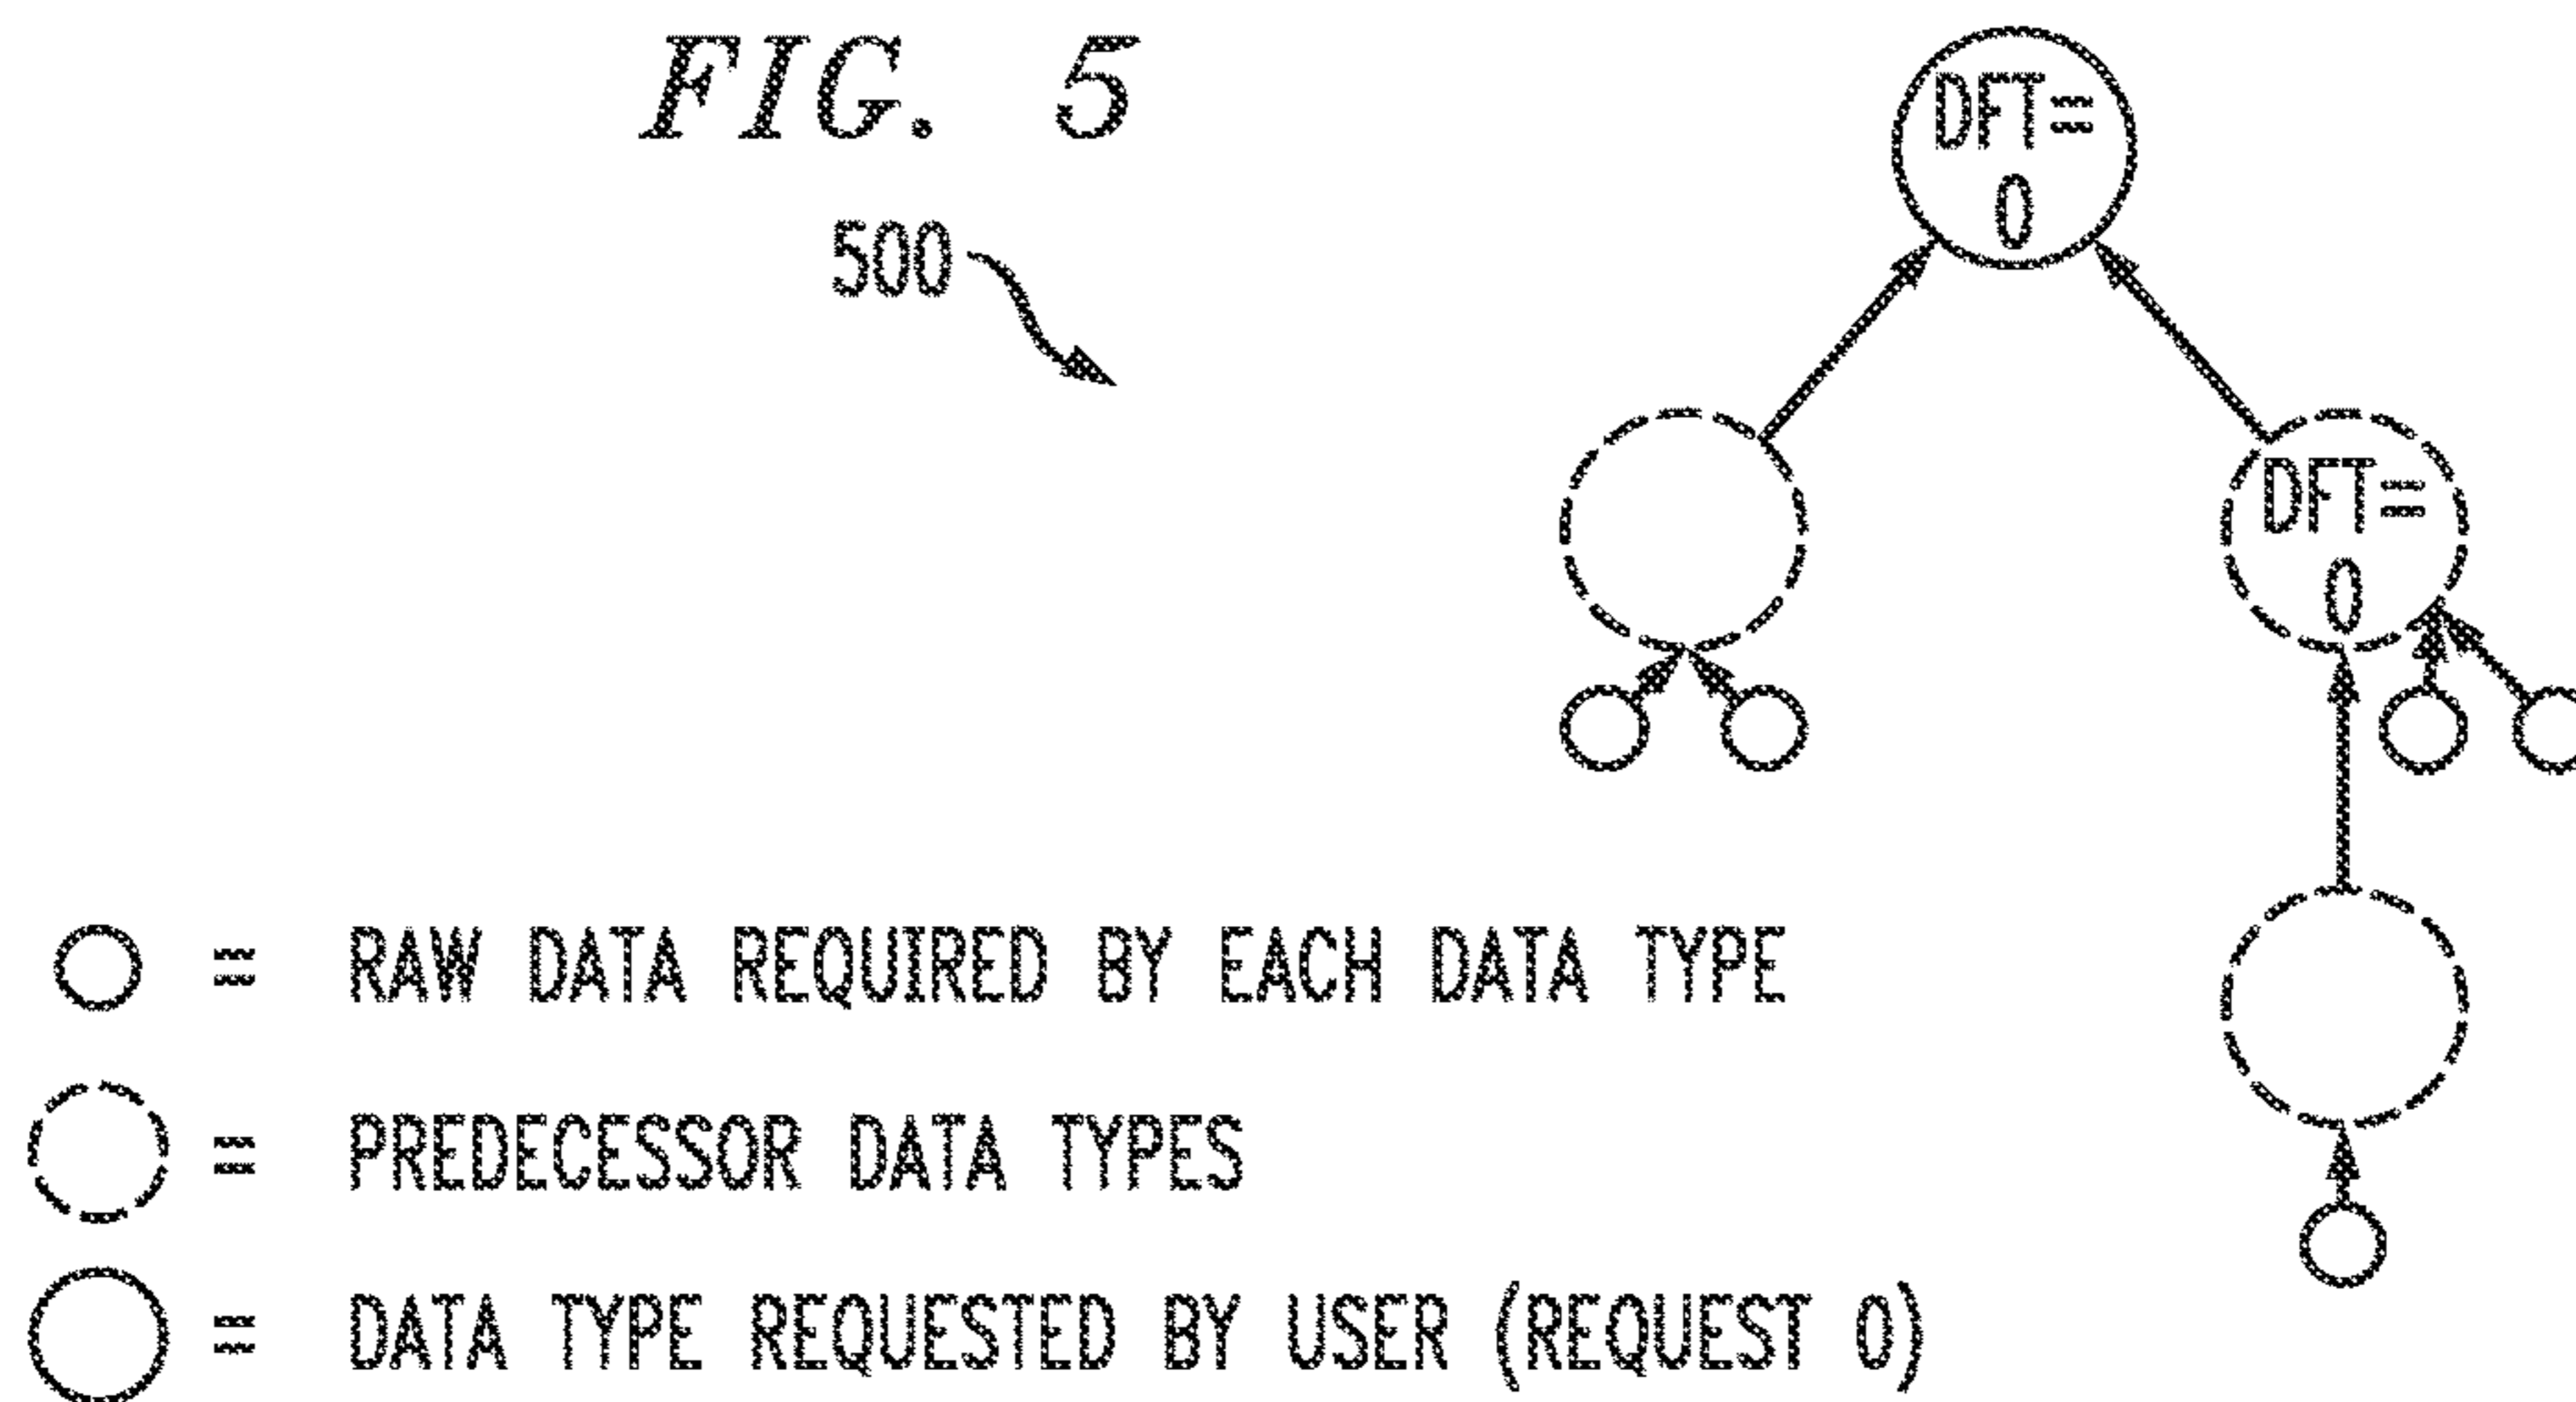 FIG. 5
500
DFT=
0
DFT=
0
= RAW DATA REQUIRED BY EACH DATA TYPE
= PREDECESSOR DATA TYPES
= DATA TYPE REQUESTED BY USER (REQUEST 0)